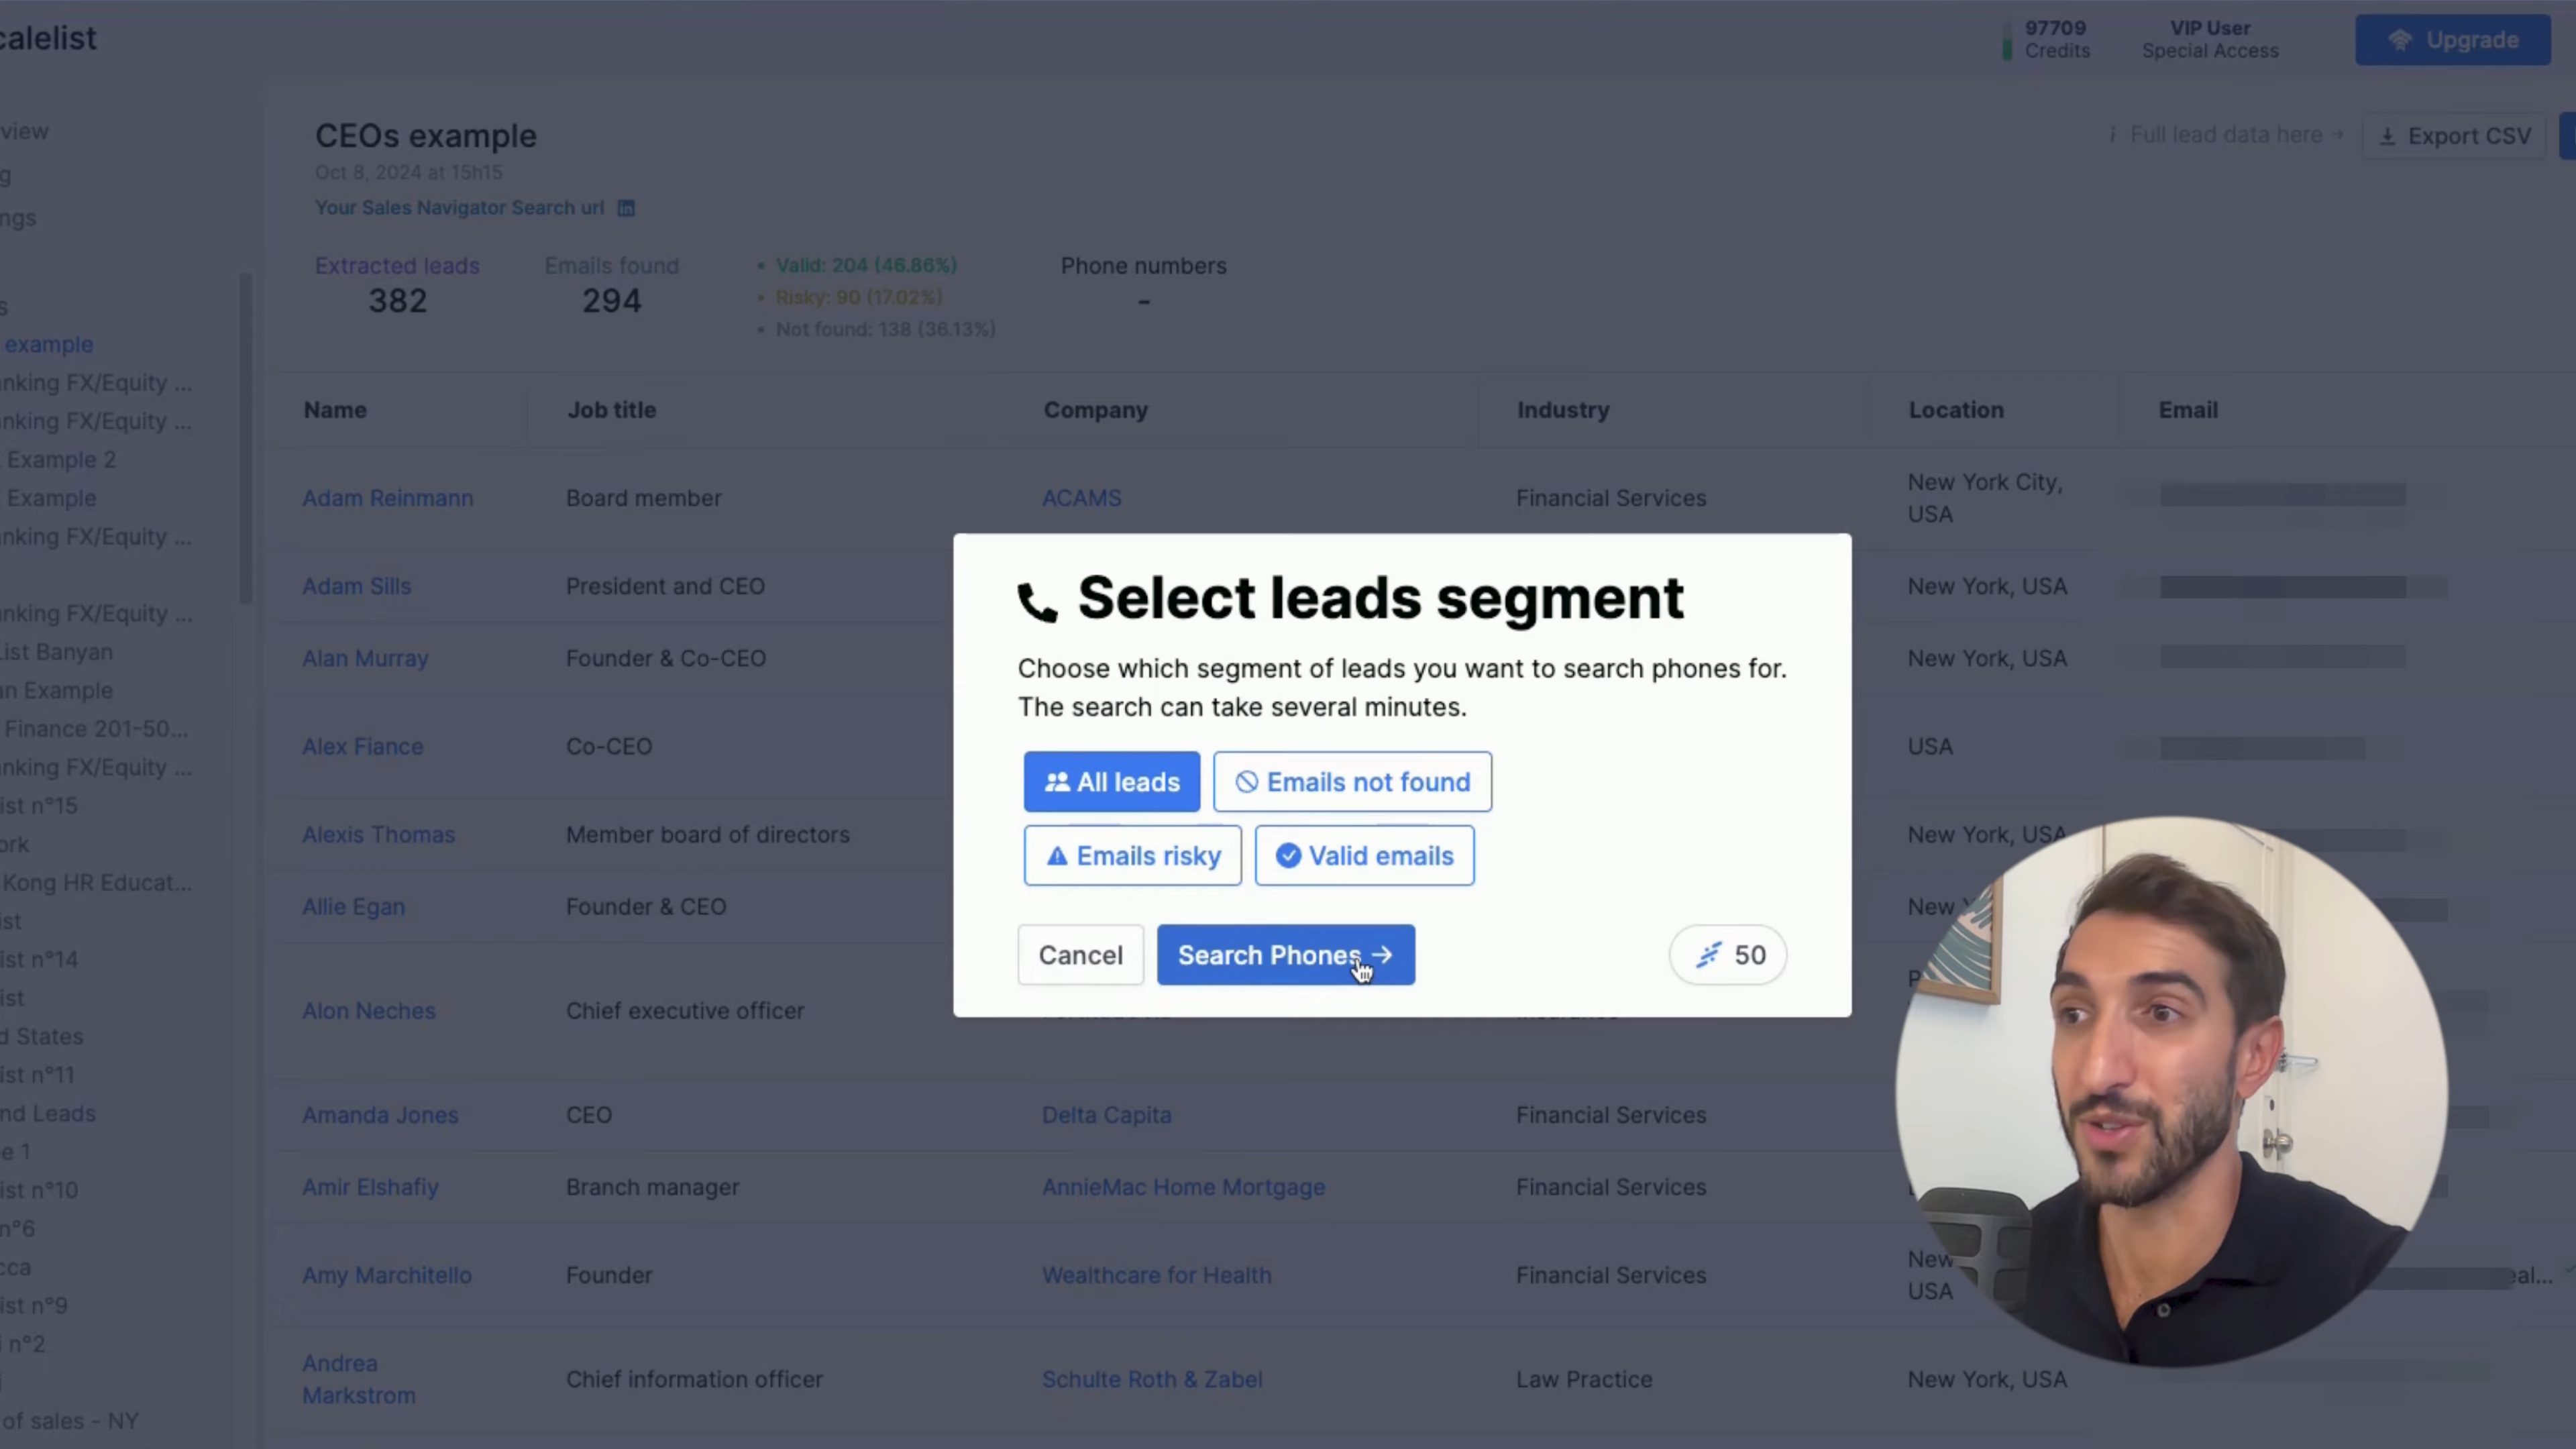 calelist
97709
Credits
VIP User
Special Access
Upgrade
view
g
ngs
s
example
nking FX/Equity ...
nking FX/Equity ...
Example 2
Example
nking FX/Equity ...
nking FX/Equity ...
List Banyan
an Example
Finance 201-50...
nking FX/Equity ...
ist n°15
ork
Kong HR Educat...
ist
ist n°14
ist
d States
ist n°11
nd Leads
e 1
ist n°10
n°6
cca
ist n°9
n°2
of sales - NY
CEOs example
Oct 8, 2024 at 15h15
Your Sales Navigator Search url in
Full lead data here →
Export CSV
Extracted leads
382
Emails found
294
• Valid: 204 (46.86%)
• Risky: 90 (17.02%)
• Not found: 138 (36.13%)
Phone numbers
-
Name Job title Company Industry Location Email
Adam Reinmann Board member ACAMS Financial Services New York City,
USA
Adam Sills President and CEO New York, USA
Alan Murray Founder & Co-CEO New York, USA
Alex Fiance Co-CEO USA
Alexis Thomas Member board of directors New York, USA
Allie Egan Founder & CEO New Y
Alon Neches Chief executive officer
Amanda Jones CEO Delta Capita Financial Services
Amir Elshafiy Branch manager AnnieMac Home Mortgage Financial Services
Amy Marchitello Founder Wealthcare for Health Financial Services New
USA
eal...
Andrea
Markstrom Chief information officer Schulte Roth & Zabel Law Practice New York, USA
Select leads segment
Choose which segment of leads you want to search phones for.
The search can take several minutes.
All leads
Emails not found
Emails risky
Valid emails
Cancel
Search Phones →
50